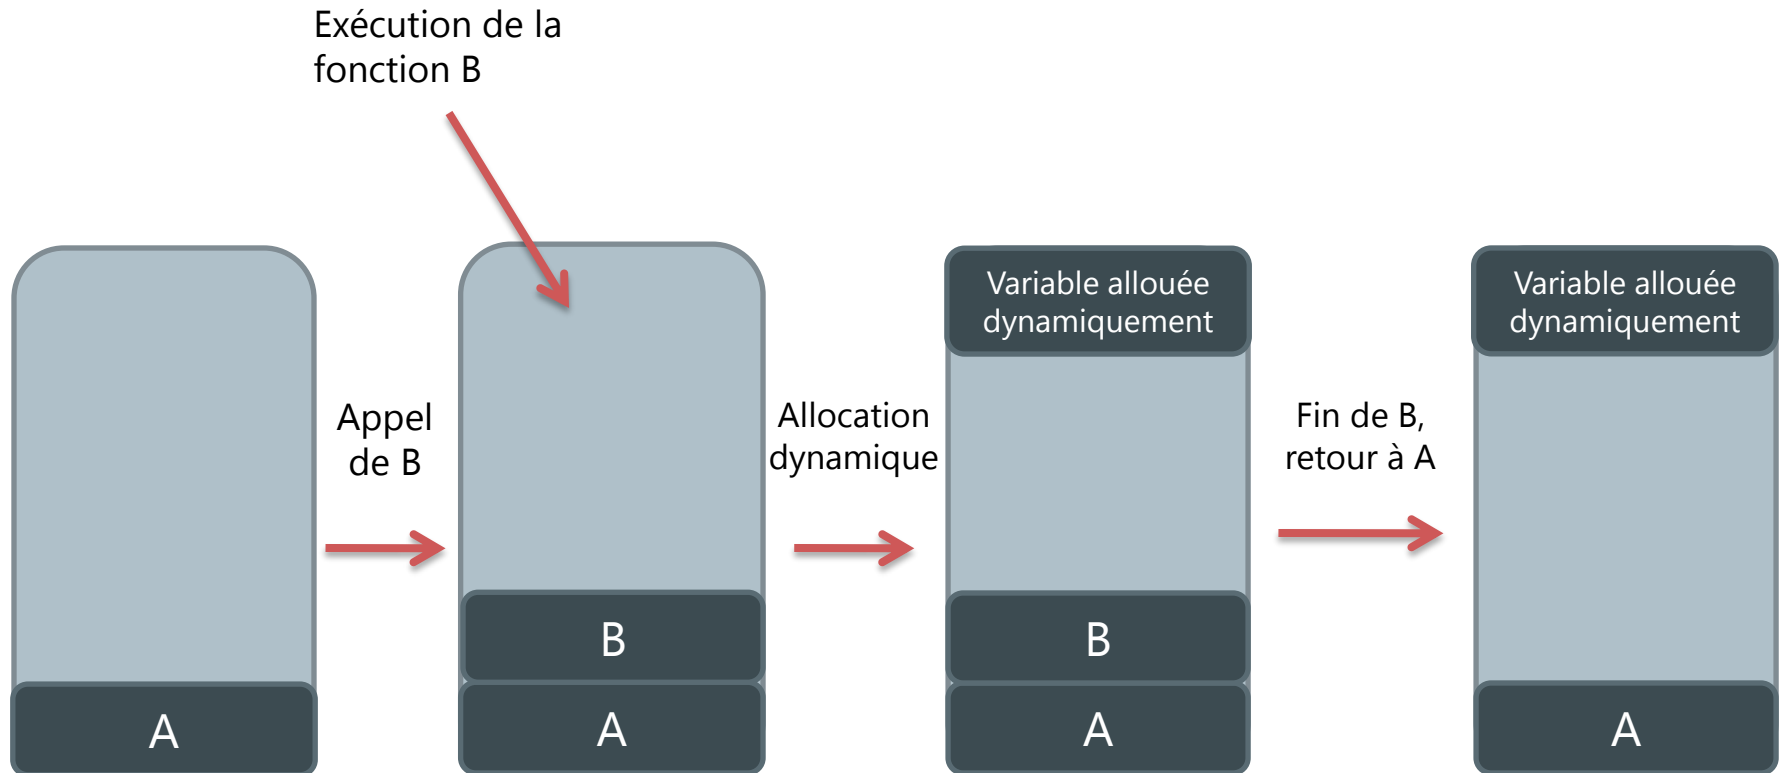 Exécution de la
fonction B
Appel
de B
Allocation
dynamique
Fin de B,
retour à A
Variable allouée
dynamiquement
Variable allouée
dynamiquement
B
B
A
A
A
A